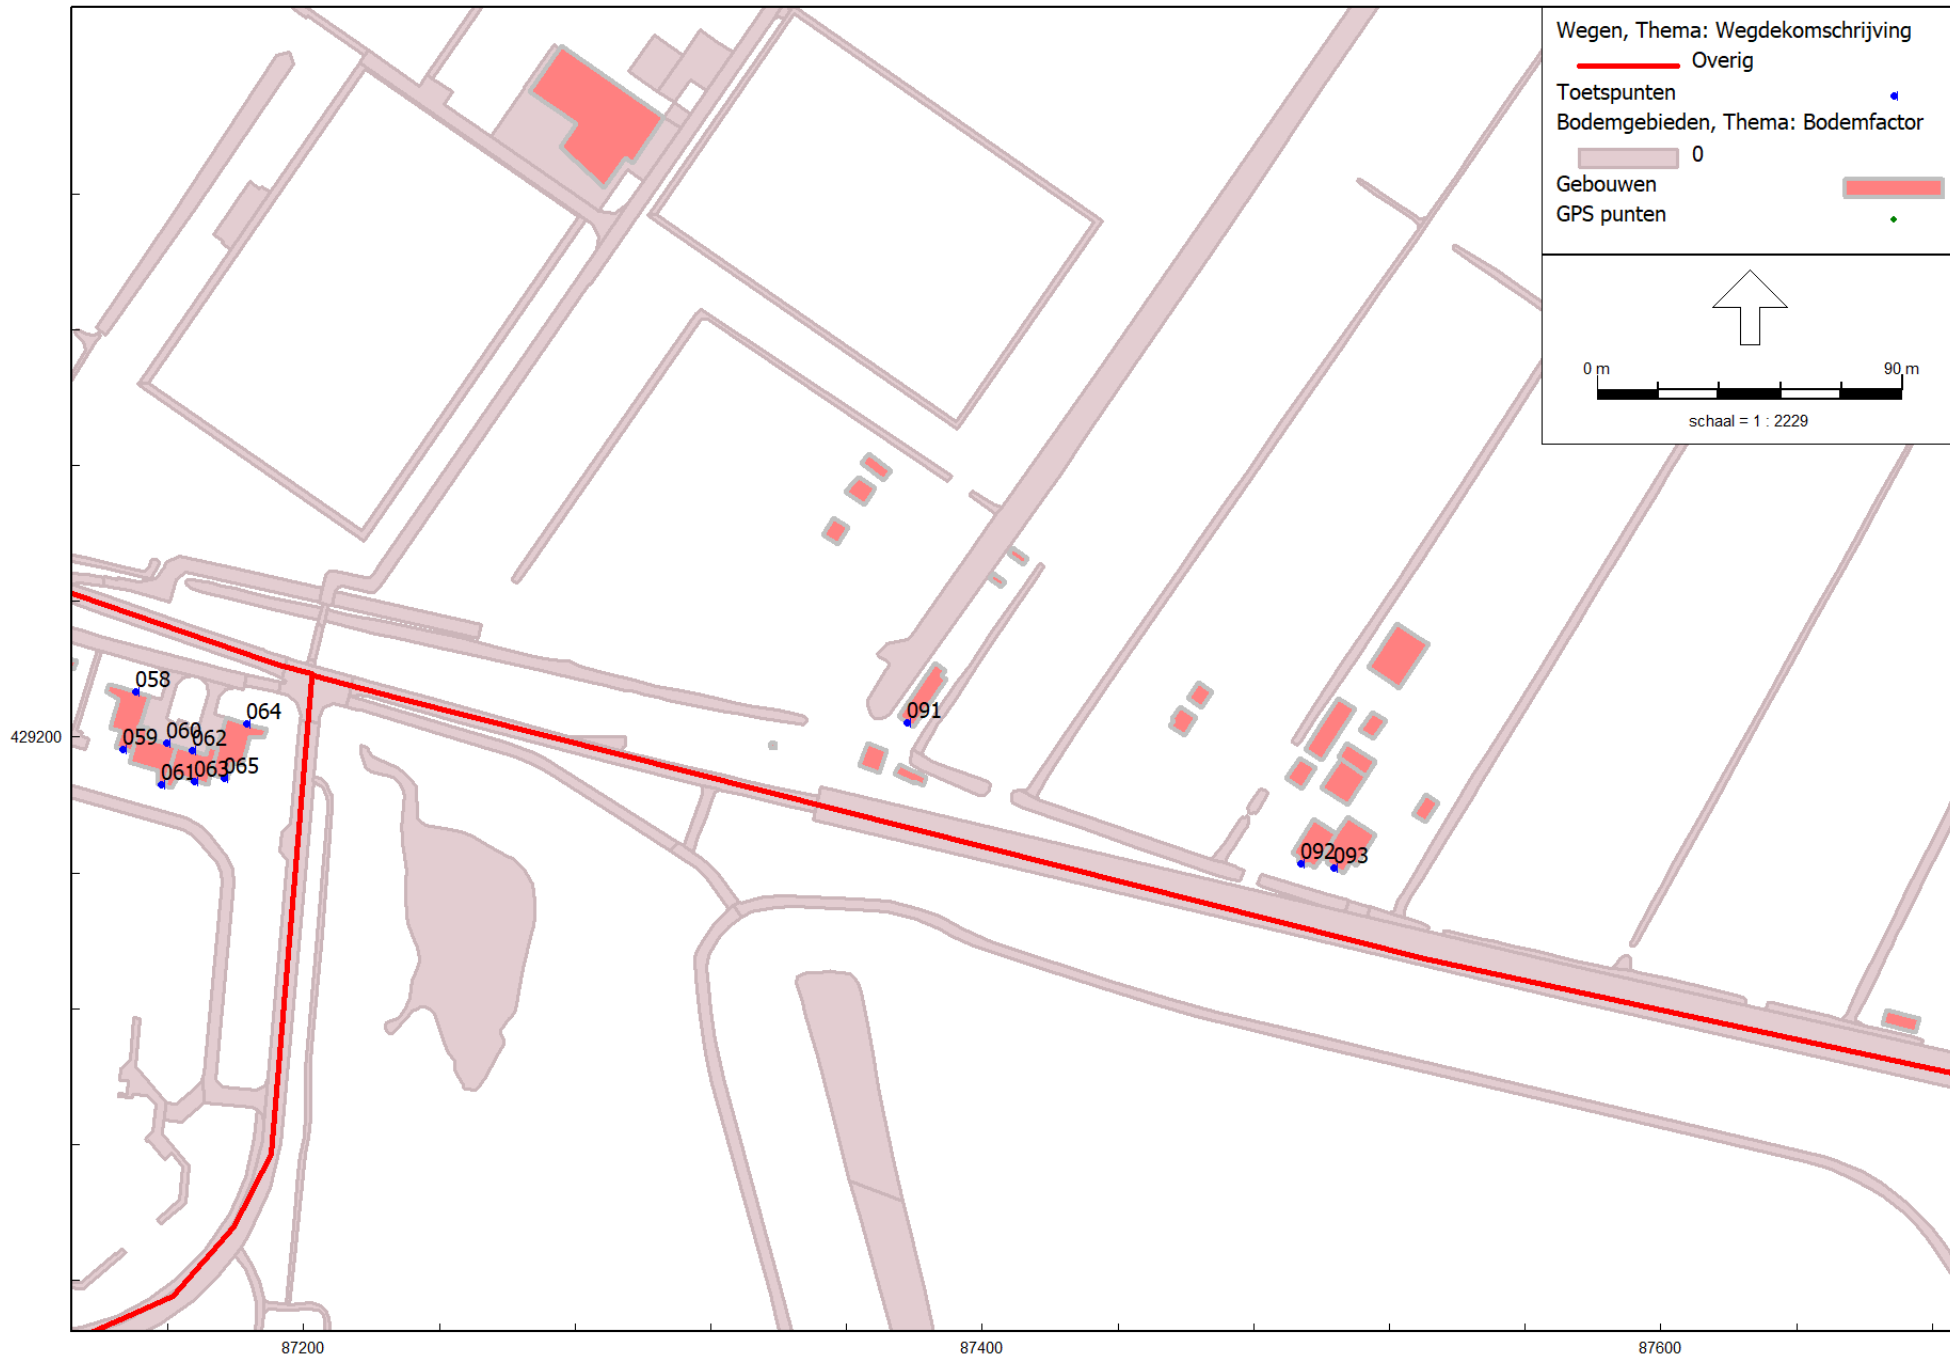 Wegen, Thema: Wegdekomschrijving
Overig
Toetspunten
Bodemgebieden, Thema: Bodemfactor
0
Gebouwen
GPS punten
0 m 90 m
schaal = 1 : 2229
058
064
091
429200
059 060 062
061 063 065
092 093
87200 87400 87600